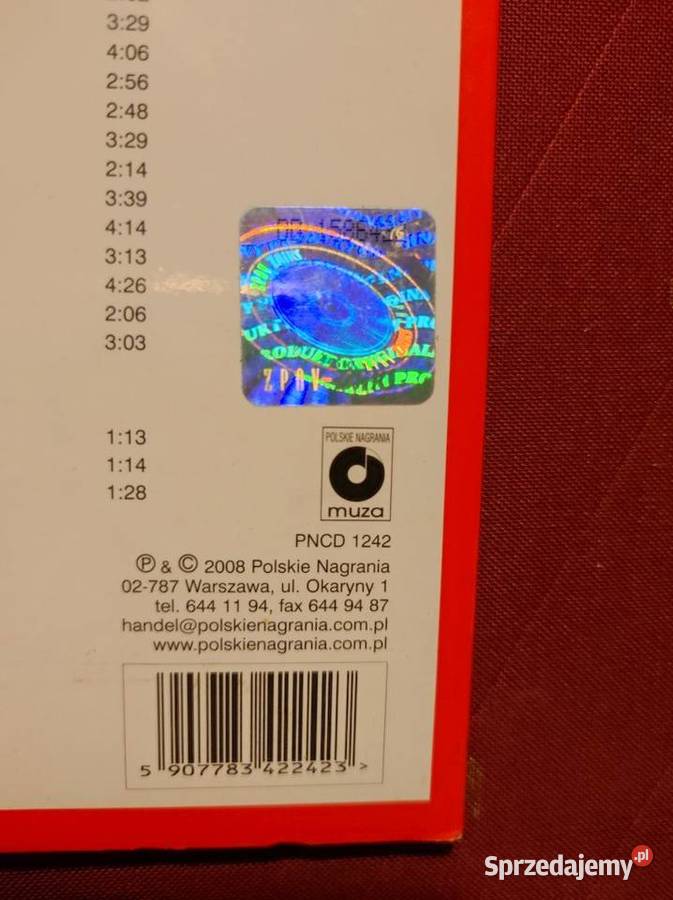 3:29
4:06
2:56
2:48
3:29
2:14
3:39
4:14
3:13
4:26
2:06
3:03
ZPAV
1:13
1:14
1:28
POLSKIE NAGRANIA
muza
PNCD 1242
℗ & © 2008 Polskie Nagrania
02-787 Warszawa, ul. Okaryny 1
tel. 644 11 94, fax 644 94 87
handel@polskienagrania.com.pl
www.polskienagrania.com.pl
5 907783 422423 >
Sprzedajemy.pl